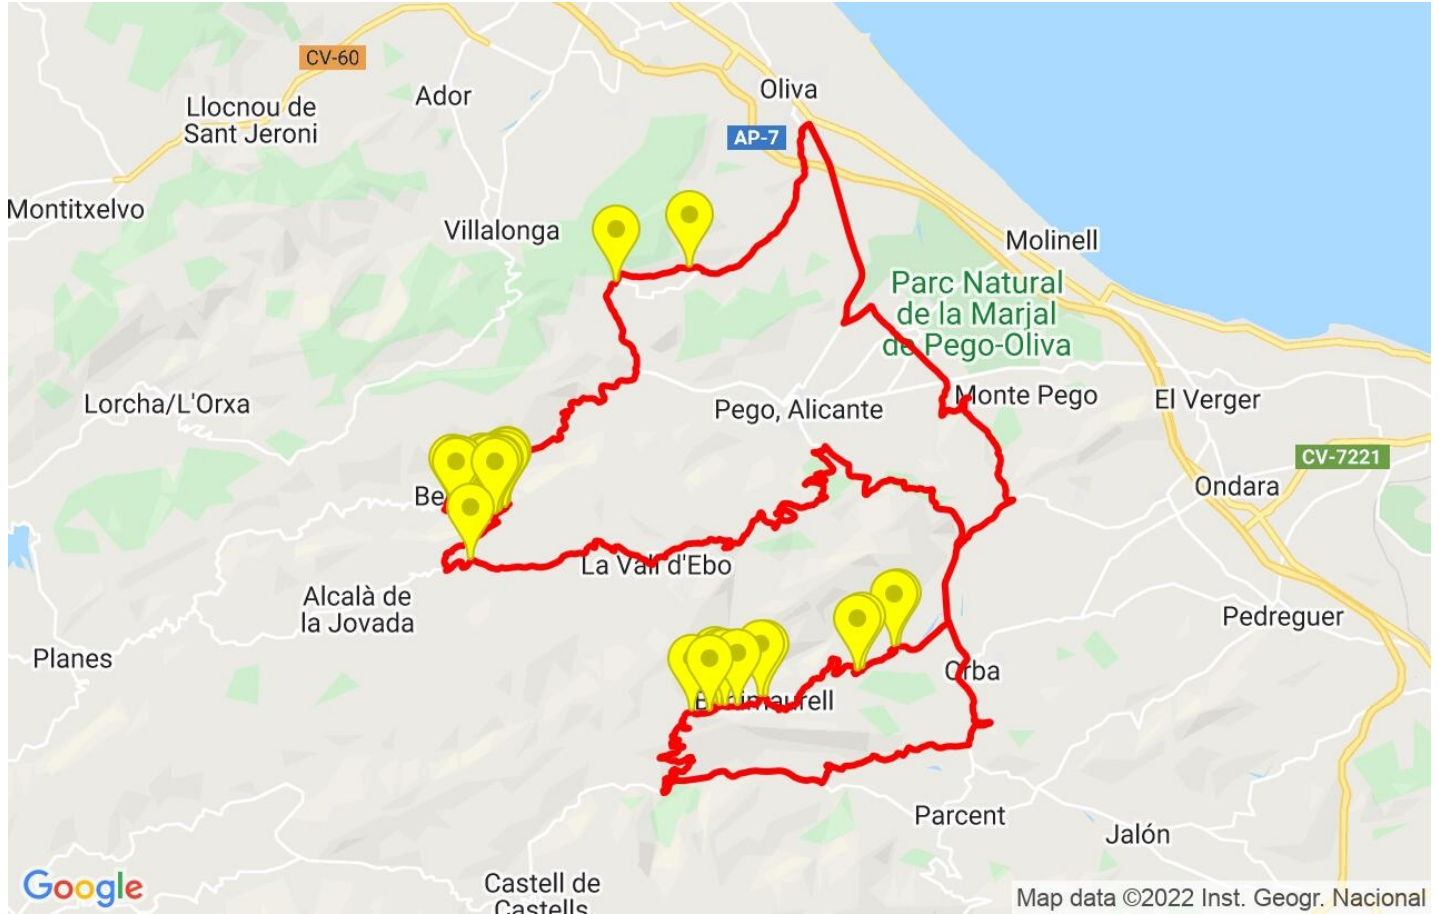 CV-60
Oliva
Ador
Llocnou de
Sant Jeroni
AP-7
Montitxelvo
Villalonga
Molinell
Parc Natural
de la Marjal
de Pego-Oliva
Lorcha/L'Orxa
Pego, Alicante
Monte Pego
El Verger
CV-7221
Be
Ondara
La Vall d'Ebo
Alcalà de
la Jovada
Pedreguer
Planes
Orba
Benimaurell
Parcent
Jalón
Castell de
Castells
Google
Map data ©2022 Inst. Geogr. Nacional